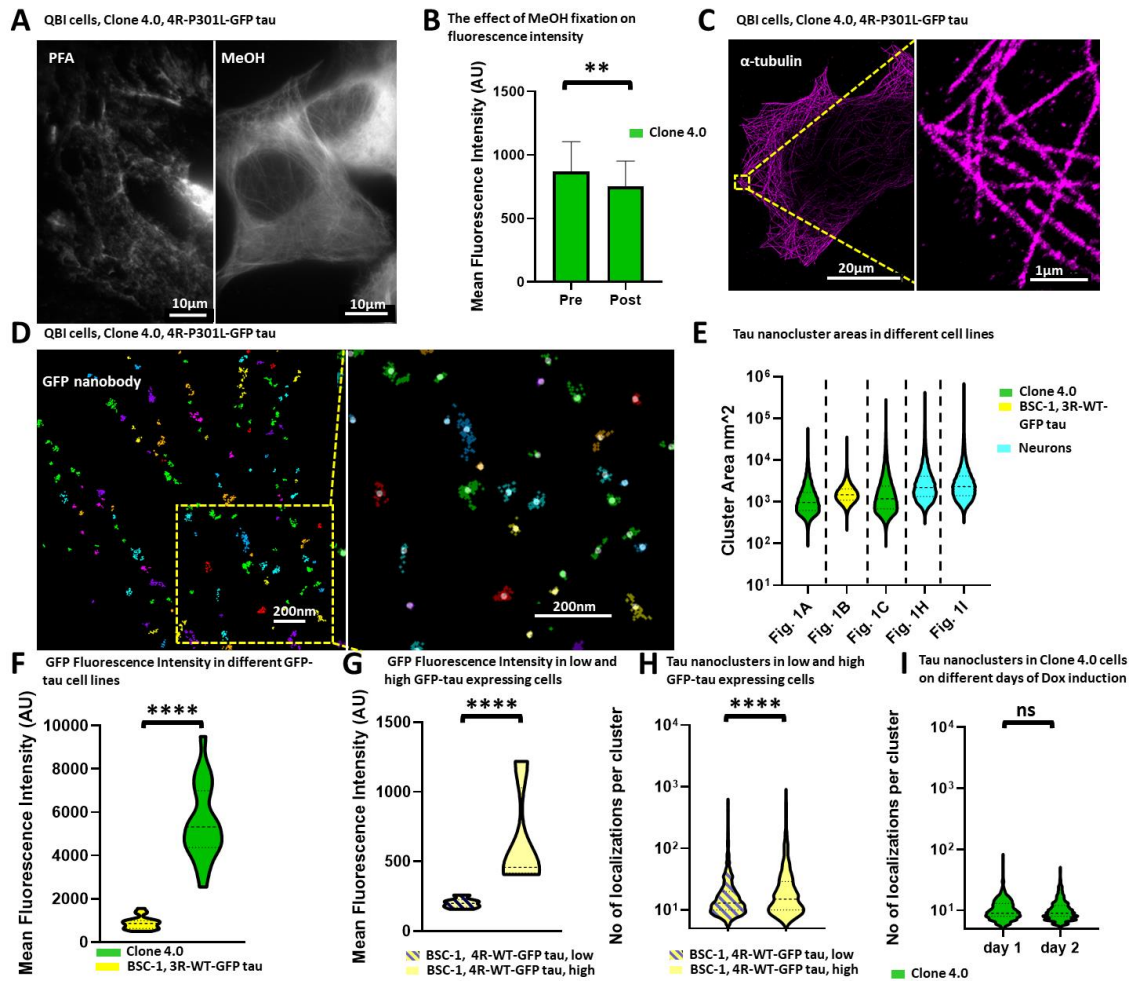 A QBI cells, Clone 4.0, 4R-P301L-GFP tau
PFA
MeOH
10µm
10µm
B The effect of MeOH fixation on
fluorescence intensity
Mean Fluorescence Intensity (AU)
1500
1000
500
0
**
Clone 4.0
Pre
Post
C QBI cells, Clone 4.0, 4R-P301L-GFP tau
α-tubulin
20µm
1µm
D QBI cells, Clone 4.0, 4R-P301L-GFP tau
GFP nanobody
200nm
200nm
E Tau nanocluster areas in different cell lines
Cluster Area nm^2
10^6
10^5
10^4
10^3
10^2
10^1
Fig. 1A
Fig. 1B
Fig. 1C
Fig. 1H
Fig. 1I
Clone 4.0
BSC-1, 3R-WT-
GFP tau
Neurons
F GFP Fluorescence Intensity in different GFP-
tau cell lines
Mean Fluorescence Intensity (AU)
10000
8000
6000
4000
2000
0
****
Clone 4.0
BSC-1, 3R-WT-GFP tau
G GFP Fluorescence Intensity in low and
high GFP-tau expressing cells
Mean Fluorescence Intensity (AU)
1500
1000
500
0
****
BSC-1, 4R-WT-GFP tau, low
BSC-1, 4R-WT-GFP tau, high
H Tau nanoclusters in low and high
GFP-tau expressing cells
No of localizations per cluster
10^4
10^3
10^2
10^1
****
BSC-1, 4R-WT-GFP tau, low
BSC-1, 4R-WT-GFP tau, high
I Tau nanoclusters in Clone 4.0 cells
on different days of Dox induction
No of localizations per cluster
10^4
10^3
10^2
10^1
ns
day 1
day 2
Clone 4.0